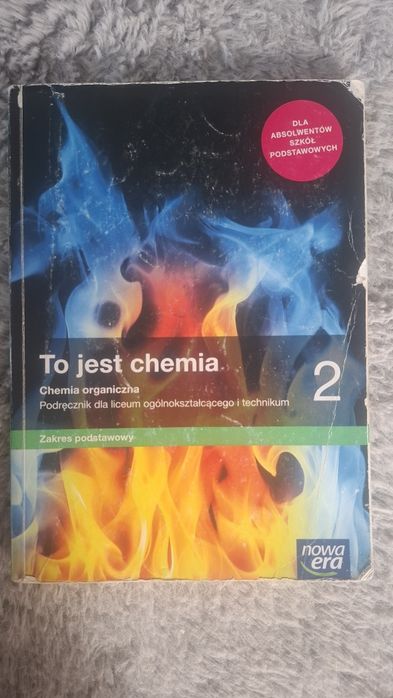 DLA
ABSOLWENTÓW
SZKÓŁ
PODSTAWOWYCH
To jest chemia
2
Chemia organiczna
Podręcznik dla liceum ogólnokształcącego i technikum
Zakres podstawowy
nowa
era